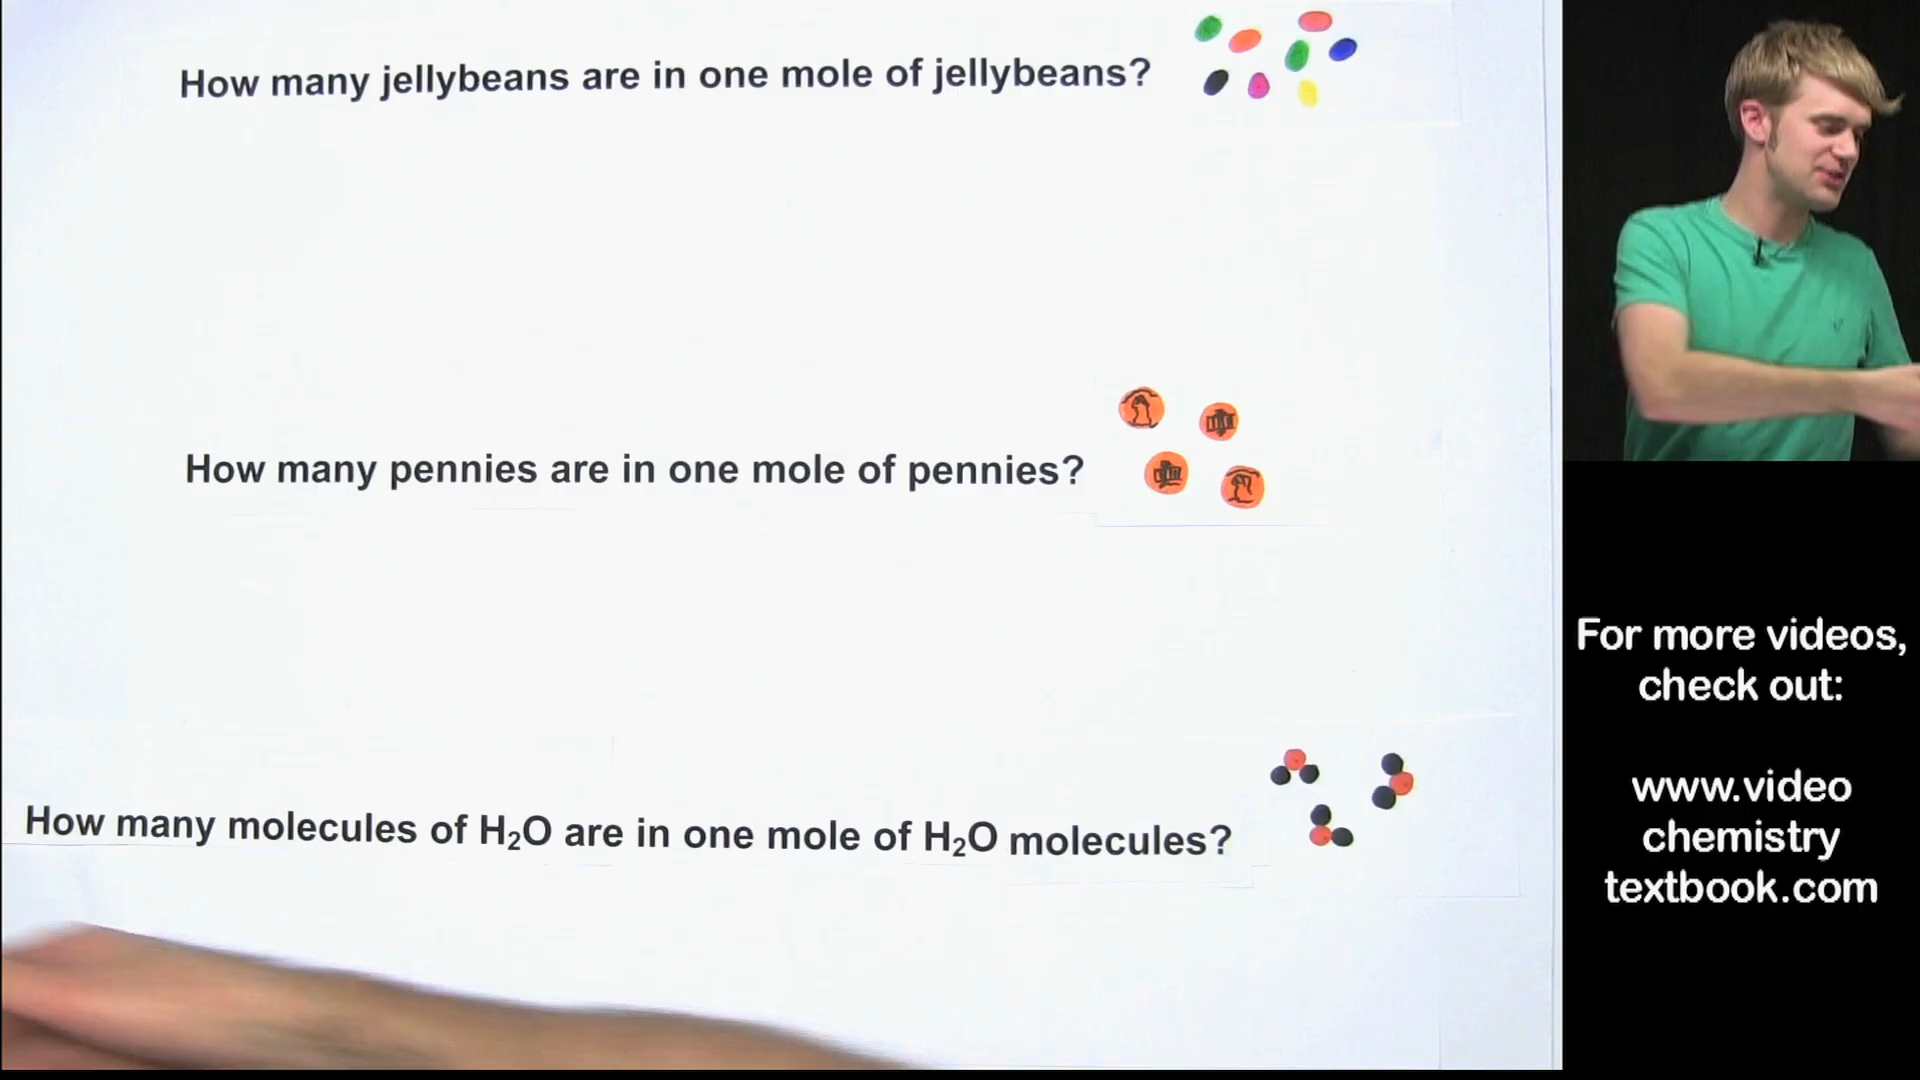 How many jellybeans are in one mole of jellybeans?
How many pennies are in one mole of pennies?
How many molecules of H₂O are in one mole of H₂O molecules?
For more videos,
check out:
www.video
chemistry
textbook.com